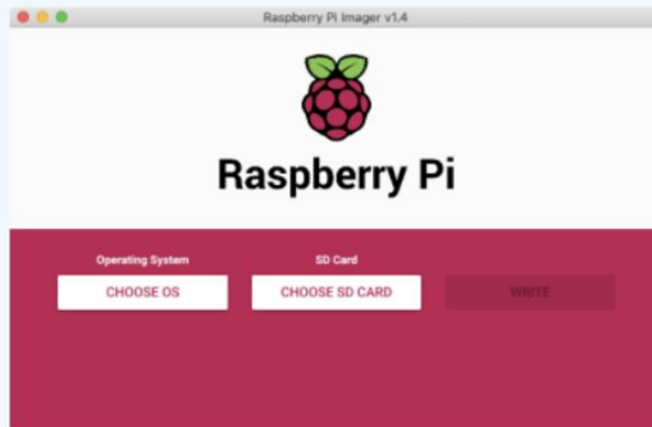 Raspberry Pi Imager v1.4
Raspberry Pi
Operating System
SD Card
CHOOSE OS
CHOOSE SD CARD
WRITE